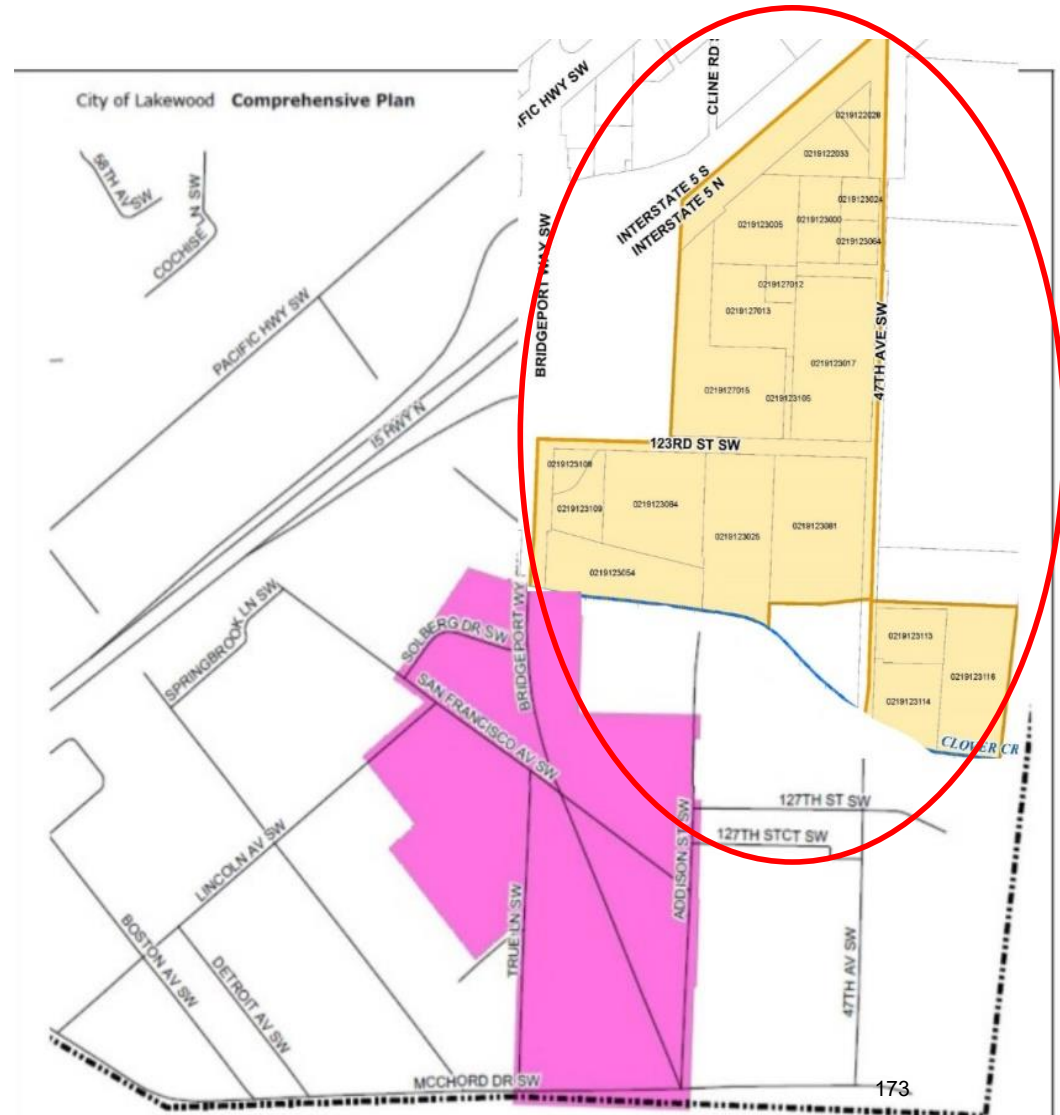 City of Lakewood Comprehensive Plan
IFIC HWY SW
CLINE RD
58TH AV SW
N SW
COCHISE
PACIFIC HWY SW
I5 HWY N
BRIDGEPORT WAY SW
INTERSTATE 5 S
INTERSTATE 5 N
0219122026
0219122033
0219123024
0219123005
0219123000
0219123064
0219127012
0219127013
0219123017
47TH AVE SW
0219127015
0219123105
123RD ST SW
0219123108
0219123109
0219123084
0219123025
0219123081
0219123054
0219123113
0219123116
0219123114
CLOVER CR
SPRINGBROOK LN SW
SOLBERG DR SW
BRIDGEPORT WY
SAN FRANCISCO AV SW
127TH ST SW
127TH STCT SW
LINCOLN AV SW
ADDISON ST SW
TRUE LN SW
BOSTON AV SW
DETROIT AV SW
47TH AV SW
MCCHORD DR SW
173